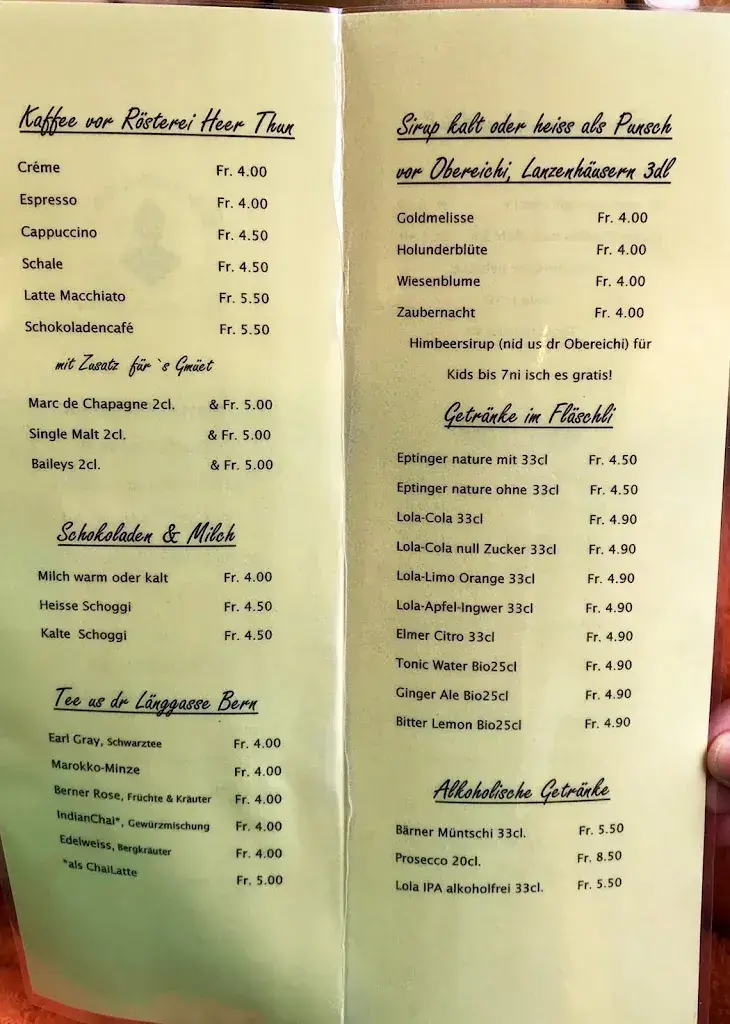 Kaffee vor Rösterei Heer Thun
Créme Fr. 4.00
Espresso Fr. 4.00
Cappuccino Fr. 4.50
Schale Fr. 4.50
Latte Macchiato Fr. 5.50
Schokoladencafé Fr. 5.50
mit Zusatz für `s Gmüet
Marc de Chapagne 2cl. & Fr. 5.00
Single Malt 2cl. & Fr. 5.00
Baileys 2cl. & Fr. 5.00
Schokoladen & Milch
Milch warm oder kalt Fr. 4.00
Heisse Schoggi Fr. 4.50
Kalte Schoggi Fr. 4.50
Tee us dr Länggasse Bern
Earl Gray, Schwarztee Fr. 4.00
Marokko-Minze Fr. 4.00
Berner Rose, Früchte & Kräuter Fr. 4.00
IndianChai*, Gewürzmischung Fr. 4.00
Edelweiss, Bergkräuter Fr. 4.00
*als ChaiLatte Fr. 5.00
Sirup kalt oder heiss als Punsch
vor Obereichi, Lanzenhäusern 3dl
Goldmelisse Fr. 4.00
Holunderblüte Fr. 4.00
Wiesenblume Fr. 4.00
Zaubernacht Fr. 4.00
Himbeersirup (nid us dr Obereichi) für
Kids bis 7ni isch es gratis!
Getränke im Fläschli
Eptinger nature mit 33cl Fr. 4.50
Eptinger nature ohne 33cl Fr. 4.50
Lola-Cola 33cl Fr. 4.90
Lola-Cola null Zucker 33cl Fr. 4.90
Lola-Limo Orange 33cl Fr. 4.90
Lola-Apfel-Ingwer 33cl Fr. 4.90
Elmer Citro 33cl Fr. 4.90
Tonic Water Bio25cl Fr. 4.90
Ginger Ale Bio25cl Fr. 4.90
Bitter Lemon Bio25cl Fr. 4.90
Alkoholische Getränke
Bärner Müntschi 33cl. Fr. 5.50
Prosecco 20cl. Fr. 8.50
Lola IPA alkoholfrei 33cl. Fr. 5.50